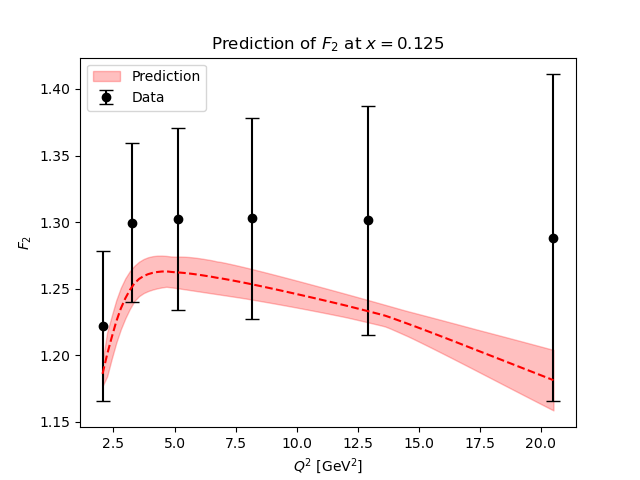 Prediction of $F_2$ at $x = 0.125$
Prediction
Data
1.40
1.35
1.30
1.25
1.20
1.15
$F_2$
2.5 5.0 7.5 10.0 12.5 15.0 17.5 20.0
$Q^2$ [GeV$^2$]